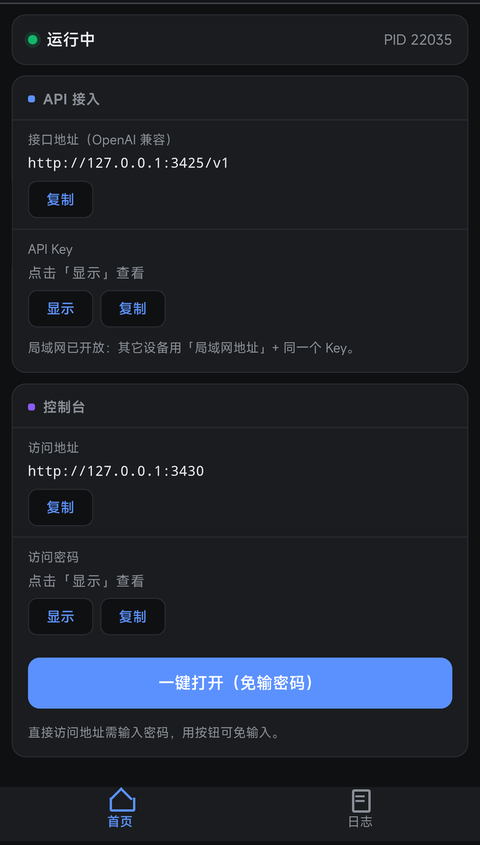 运行中
PID 22035
API 接入
接口地址（OpenAI 兼容）
http://127.0.0.1:3425/v1
复制
API Key
点击「显示」查看
显示
复制
局域网已开放：其它设备用「局域网地址」+ 同一个 Key。
控制台
访问地址
http://127.0.0.1:3430
复制
访问密码
点击「显示」查看
显示
复制
一键打开（免输密码）
直接访问地址需输入密码，用按钮可免输入。
首页
日志